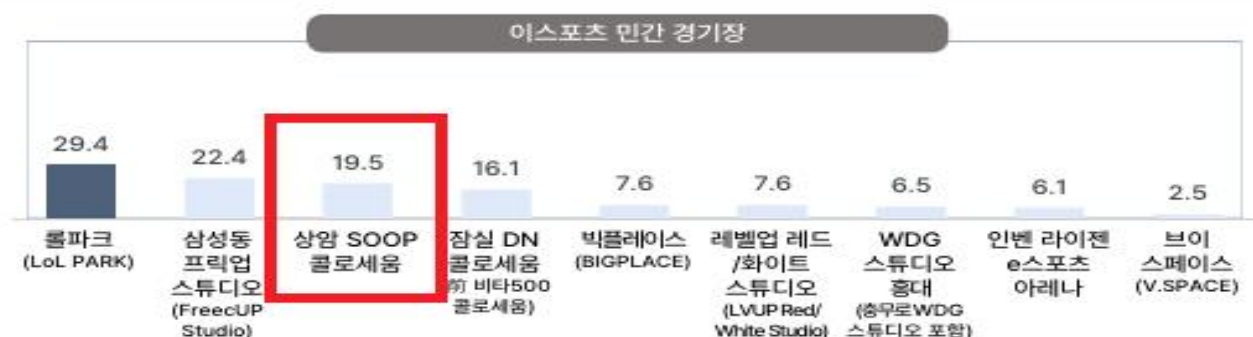 이스포츠 민간 경기장
29.4
22.4
19.5
16.1
7.6
7.6
6.5
6.1
2.5
롤파크
(LoL PARK)
삼성동
프릭업
스튜디오
(FreecUP
Studio)
상암 SOOP
콜로세움
잠실 DN
콜로세움
(前 비타500
콜로세움)
빅플레이스
(BIGPLACE)
레벨업 레드
/화이트
스튜디오
(LVUP Red/
White Studio)
WDG
스튜디오
홍대
(충무로WDG
스튜디오 포함)
인벤 라이젠
e스포츠
아레나
브이
스페이스
(V.SPACE)